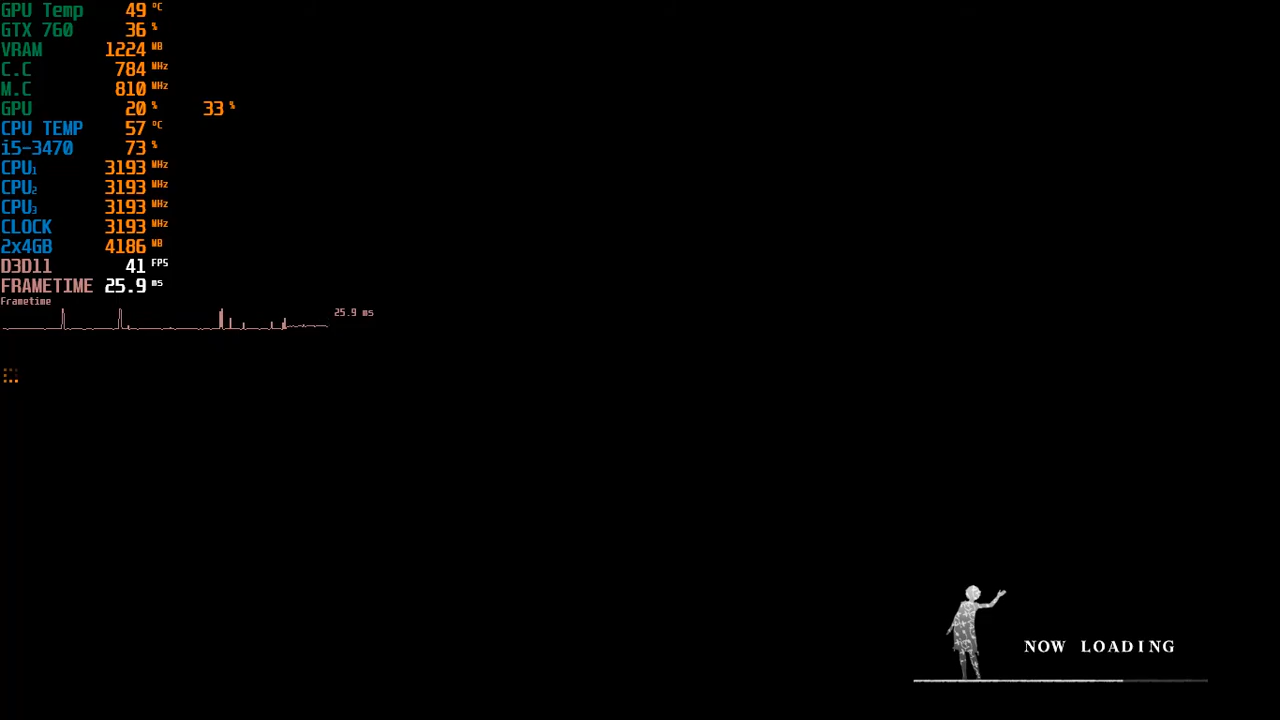 GPU Temp 49 °C
GTX 760 36 %
VRAM 1224 MB
C.C 784 MHz
M.C 810 MHz
GPU 20 % 33 %
CPU TEMP 57 °C
i5-3470 73 %
CPU1 3193 MHz
CPU2 3193 MHz
CPU3 3193 MHz
CLOCK 3193 MHz
2x4GB 4186 MB
D3D11 41 FPS
FRAMETIME 25.9 ms
Frametime
25.9 ms
NOW LOADING